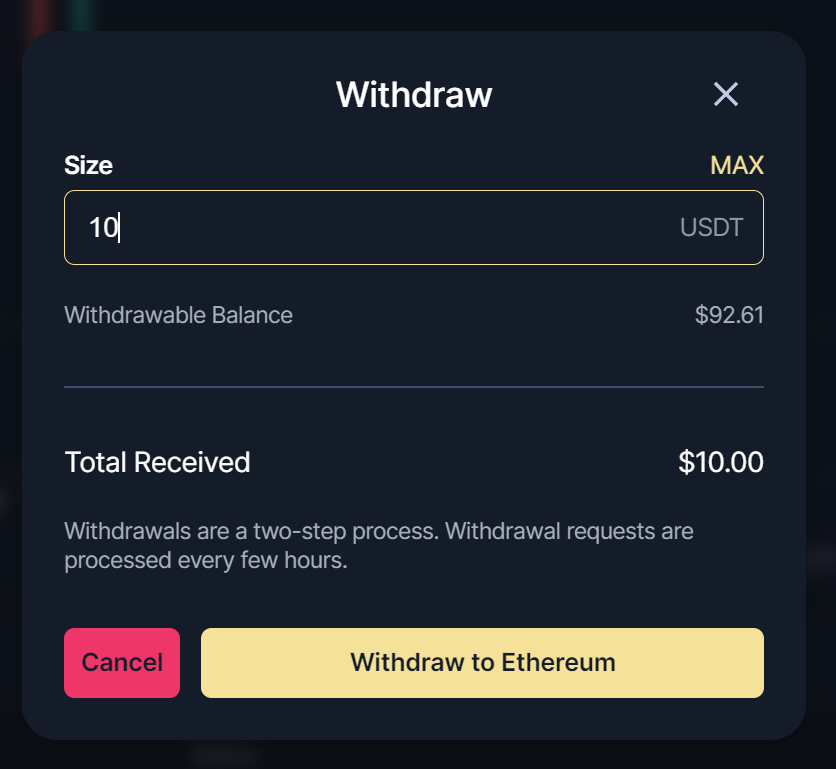 Withdraw
Size MAX
10 USDT
Withdrawable Balance $92.61
Total Received $10.00
Withdrawals are a two-step process. Withdrawal requests are
processed every few hours.
Cancel Withdraw to Ethereum